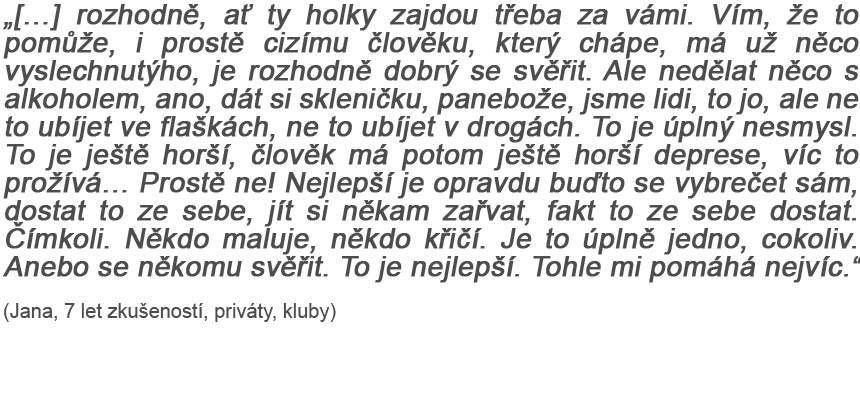 „[…] rozhodně, ať ty holky zajdou třeba za vámi. Vím, že to
pomůže, i prostě cizímu člověku, který chápe, má už něco
vyslechnutýho, je rozhodně dobrý se svěřit. Ale nedělat něco s
alkoholem, ano, dát si skleničku, panebože, jsme lidi, to jo, ale ne
to ubíjet ve flaškách, ne to ubíjet v drogách. To je úplný nesmysl.
To je ještě horší, člověk má potom ještě horší deprese, víc to
prožívá… Prostě ne! Nejlepší je opravdu buďto se vybrečet sám,
dostat to ze sebe, jít si někam zařvat, fakt to ze sebe dostat.
Čímkoli. Někdo maluje, někdo křičí. Je to úplně jedno, cokoliv.
Anebo se někomu svěřit. To je nejlepší. Tohle mi pomáhá nejvíc.“
(Jana, 7 let zkušeností, priváty, kluby)